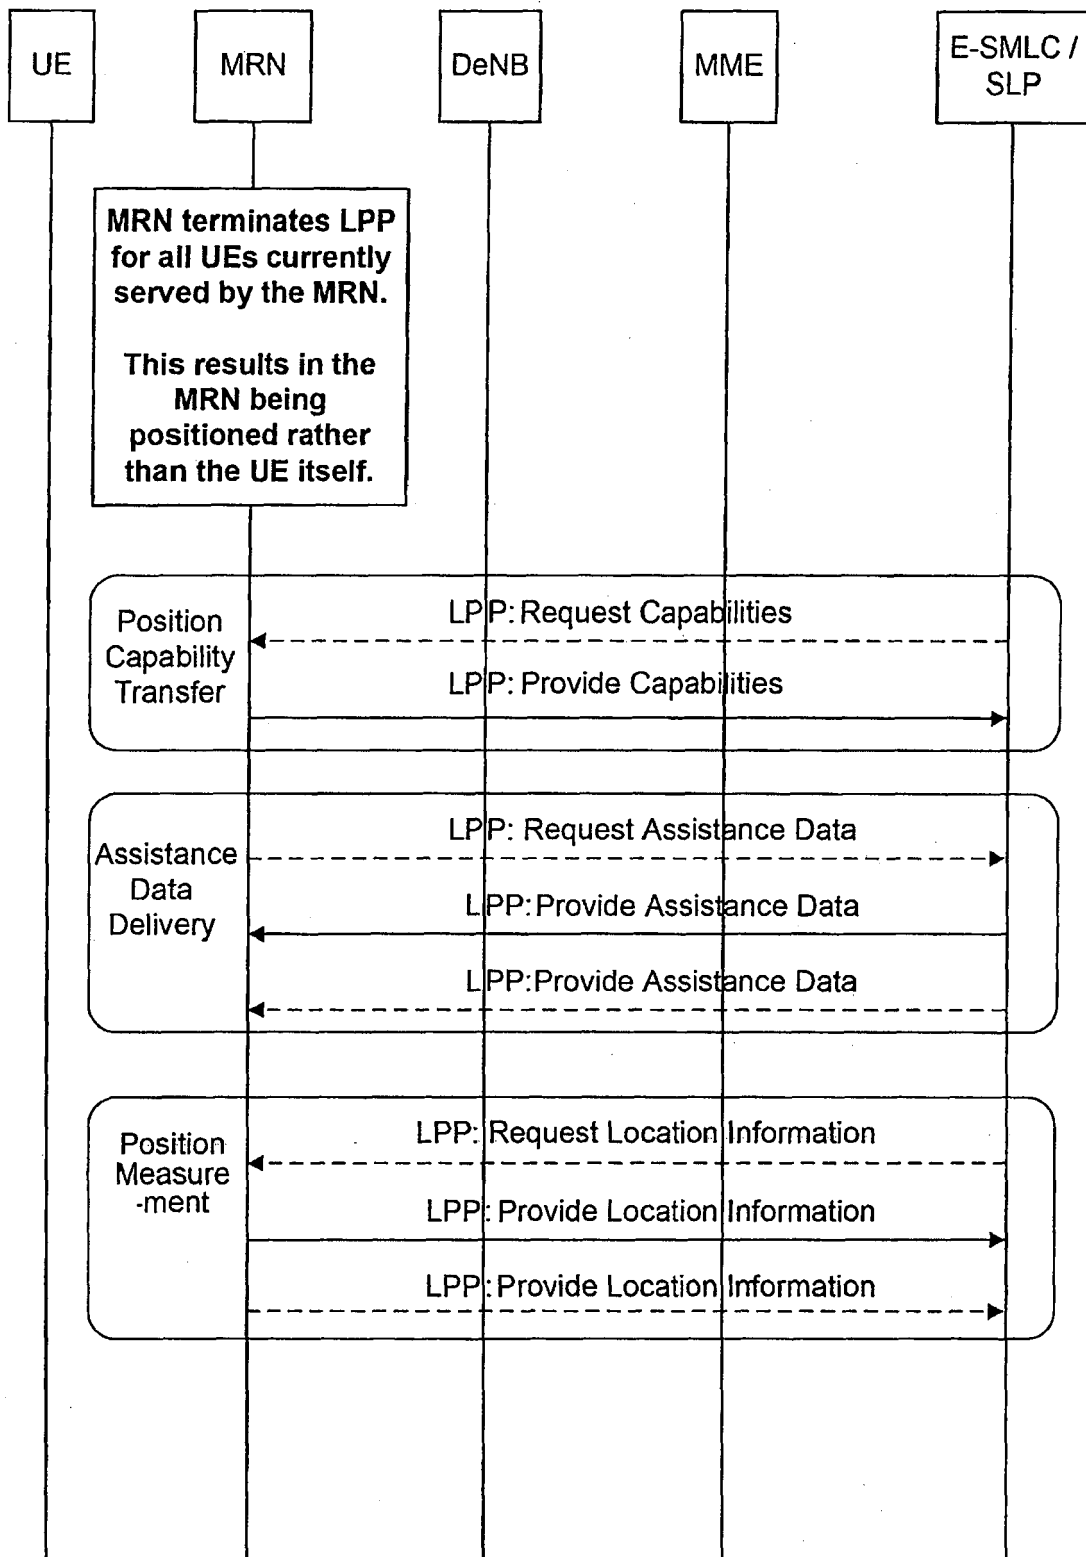 UE
MRN
DeNB
MME
E-SMLC /
SLP
MRN terminates LPP
for all UEs currently
served by the MRN.
This results in the
MRN being
positioned rather
than the UE itself.
Position
Capability
Transfer
LPP: Request Capabilities
LPP: Provide Capabilities
Assistance
Data
Delivery
LPP: Request Assistance Data
LPP:Provide Assistance Data
LPP:Provide Assistance Data
Position
Measure
-ment
LPP: Request Location Information
LPP: Provide Location Information
LPP: Provide Location Information